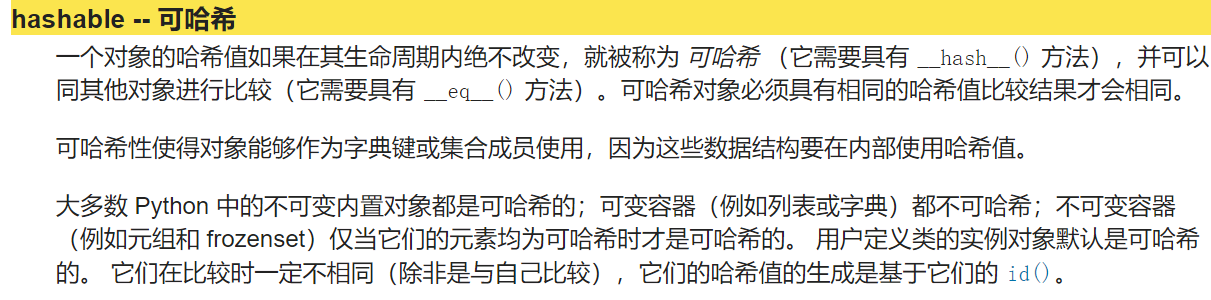 hashable -- 可哈希
一个对象的哈希值如果在其生命周期内绝不改变，就被称为 可哈希 （它需要具有 __hash__() 方法），并可以
同其他对象进行比较（它需要具有 __eq__() 方法）。可哈希对象必须具有相同的哈希值比较结果才会相同。
可哈希性使得对象能够作为字典键或集合成员使用，因为这些数据结构要在内部使用哈希值。
大多数 Python 中的不可变内置对象都是可哈希的；可变容器（例如列表或字典）都不可哈希；不可变容器
（例如元组和 frozenset）仅当它们的元素均为可哈希时才是可哈希的。 用户定义类的实例对象默认是可哈希
的。 它们在比较时一定不相同（除非是与自己比较），它们的哈希值的生成是基于它们的 id()。